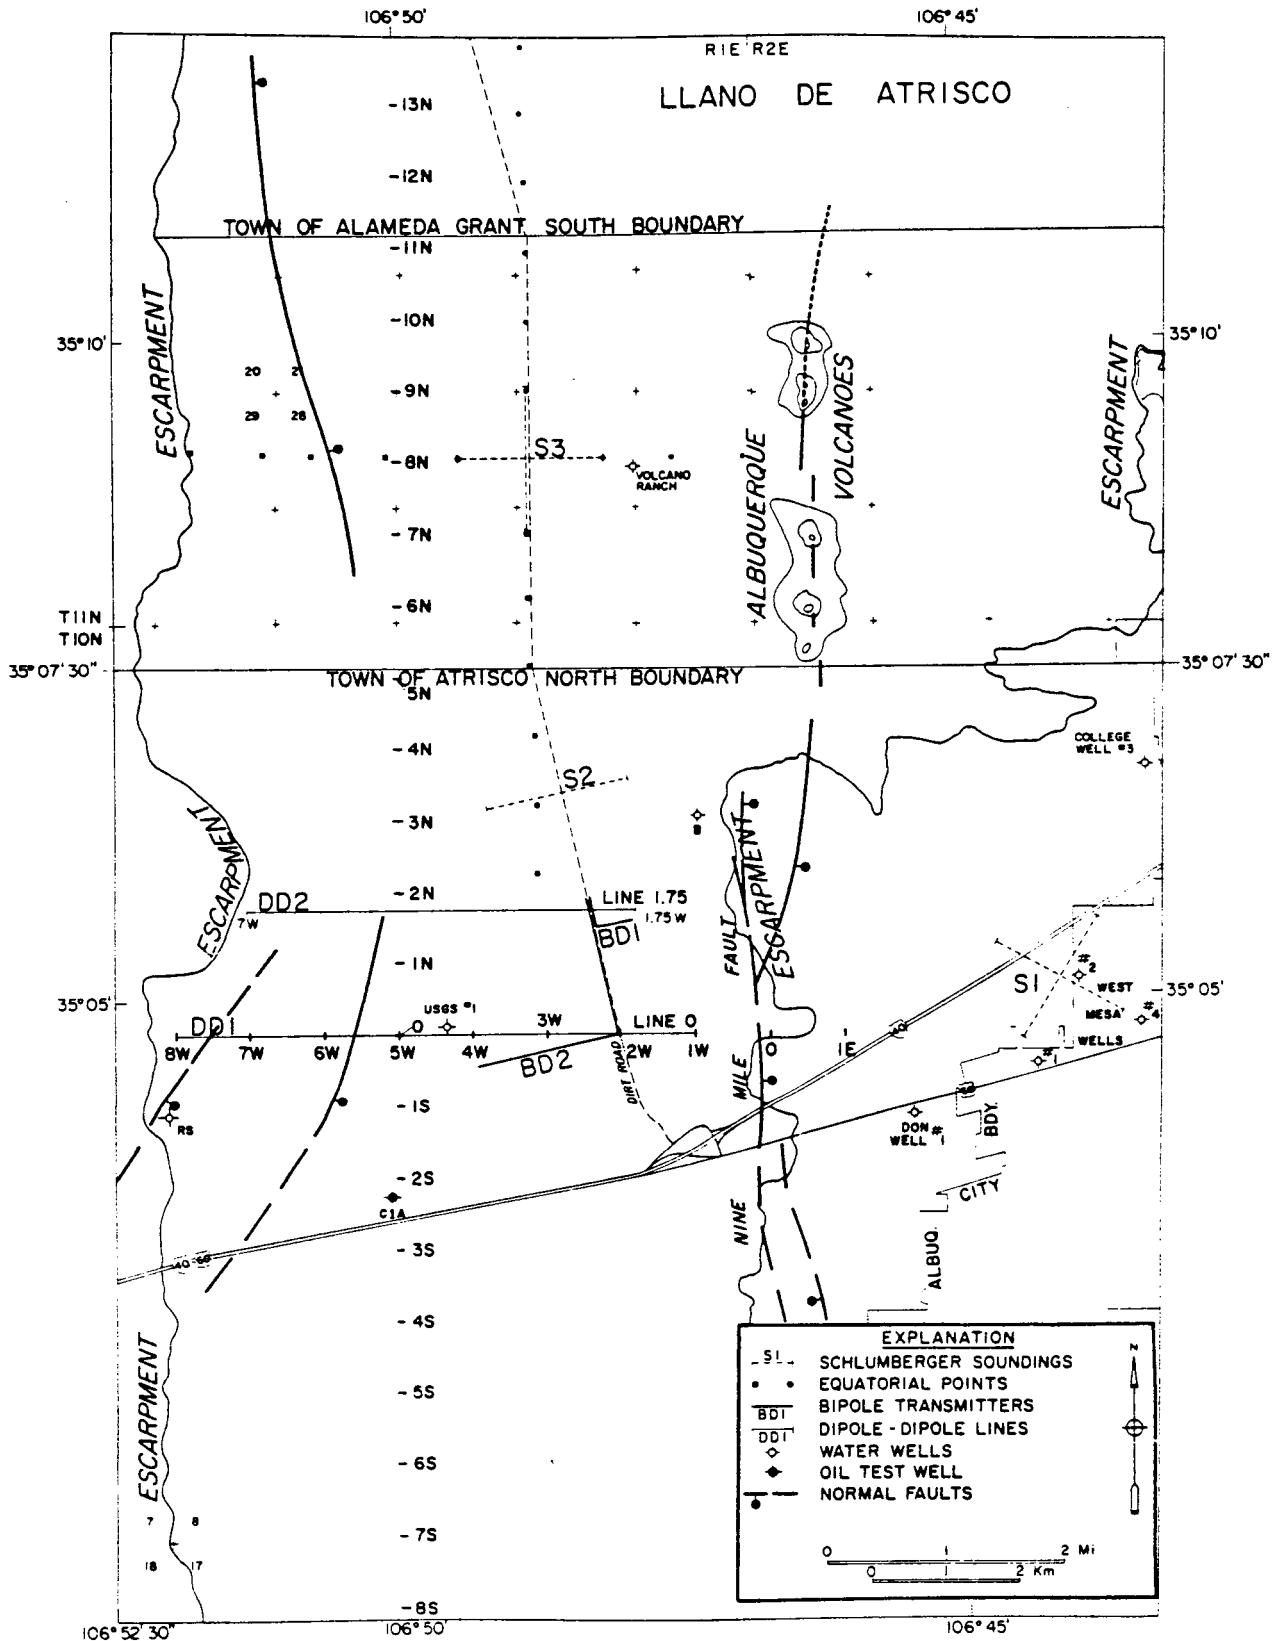 106° 50'
106° 45'
R1E R2E
LLANO DE ATRISCO
-13N
-12N
TOWN OF ALAMEDA GRANT SOUTH BOUNDARY
-11N
ESCARPMENT
-10N
35° 10'
35° 10'
ESCARPMENT
20
2
-9N
29
28
ALBUQUERQUE
VOLCANOES
S3
-8N
VOLCANO
RANCH
-7N
-6N
T11N
T10N
35° 07' 30"
35° 07' 30"
TOWN OF ATRISCO NORTH BOUNDARY
5N
-4N
COLLEGE
WELL #3
S2
-3N
ESCARPMENT
ESCARPMENT
ESCARPMENT
-2N
DD2
LINE 1.75
7W
1.75 W
BD1
FAULT
-1N
S1
#2
WEST
35° 05'
35° 05'
MESA
#4
USGS #1
DD1
-0
3W
LINE 0
WELLS
8W
7W
6W
5W
4W
2W
1W
0
1E
40
#1
BD2
DIRT ROAD
MILE
66
-1S
RS
DON
WELL #1
BDY.
-2S
CITY
C1A
NINE
-3S
40-66
ALBUQ.
-4S
ESCARPMENT
-5S
-6S
7
8
-7S
18
17
-8S
EXPLANATION
S1
SCHLUMBERGER SOUNDINGS
EQUATORIAL POINTS
BD1
BIPOLE TRANSMITTERS
DD1
DIPOLE - DIPOLE LINES
WATER WELLS
OIL TEST WELL
NORMAL FAULTS
N
0
1
2 Mi
0
2 Km
106° 52' 30"
106° 50'
106° 45'